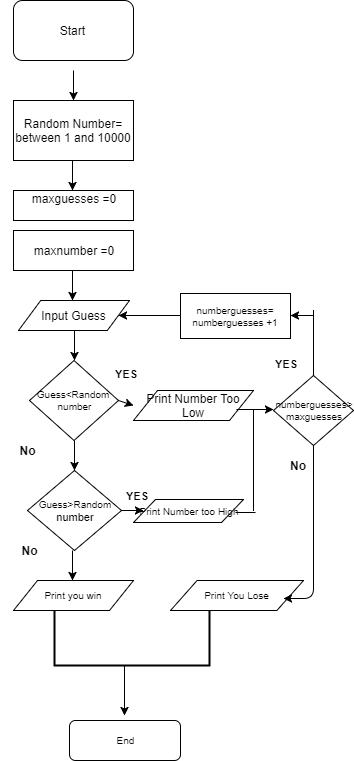 Start
Random Number=
between 1 and 10000
maxguesses =0
maxnumber =0
Input Guess
numberguesses=
numberguesses +1
YES
YES
Guess<Random
number
Print Number Too
Low
numberguesses>
maxguesses
No
No
YES
Guess>Random
number
Print Number too High
No
Print you win
Print You Lose
End